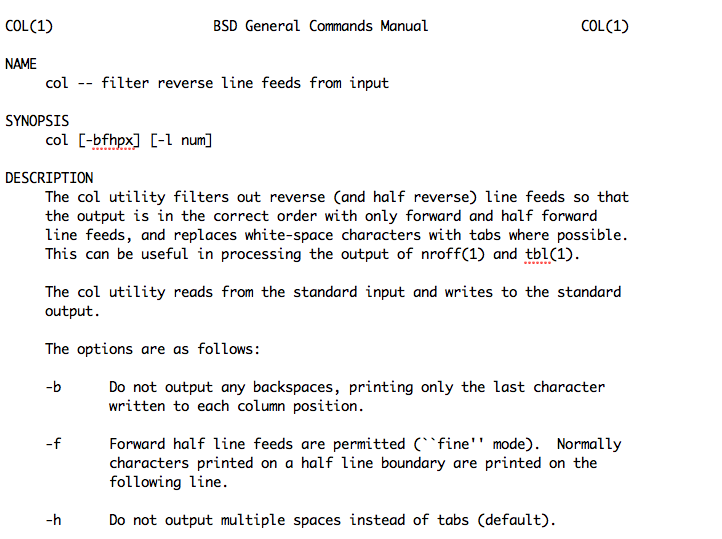 COL(1)                    BSD General Commands Manual                   COL(1)
NAME
     col -- filter reverse line feeds from input
SYNOPSIS
     col [-bfhpx] [-l num]
DESCRIPTION
     The col utility filters out reverse (and half reverse) line feeds so that
     the output is in the correct order with only forward and half forward
     line feeds, and replaces white-space characters with tabs where possible.
     This can be useful in processing the output of nroff(1) and tbl(1).
     The col utility reads from the standard input and writes to the standard
     output.
     The options are as follows:
     -b      Do not output any backspaces, printing only the last character
             written to each column position.
     -f      Forward half line feeds are permitted (``fine'' mode).  Normally
             characters printed on a half line boundary are printed on the
             following line.
     -h      Do not output multiple spaces instead of tabs (default).